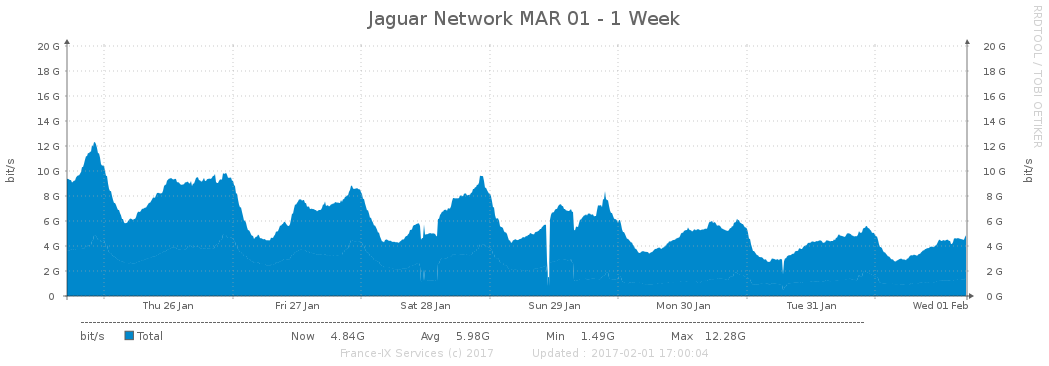 Jaguar Network MAR 01 - 1 Week
RRDTOOL / TOBI OETIKER
bit/s
20 G 20 G
18 G 18 G
16 G 16 G
14 G 14 G
12 G 12 G
10 G 10 G
8 G 8 G
6 G 6 G
4 G 4 G
2 G 2 G
0 0 G
bit/s
Thu 26 Jan Fri 27 Jan Sat 28 Jan Sun 29 Jan Mon 30 Jan Tue 31 Jan Wed 01 Feb
bit/s Total Now 4.84G Avg 5.98G Min 1.49G Max 12.28G
France-IX Services (c) 2017 Updated : 2017-02-01 17:00:04